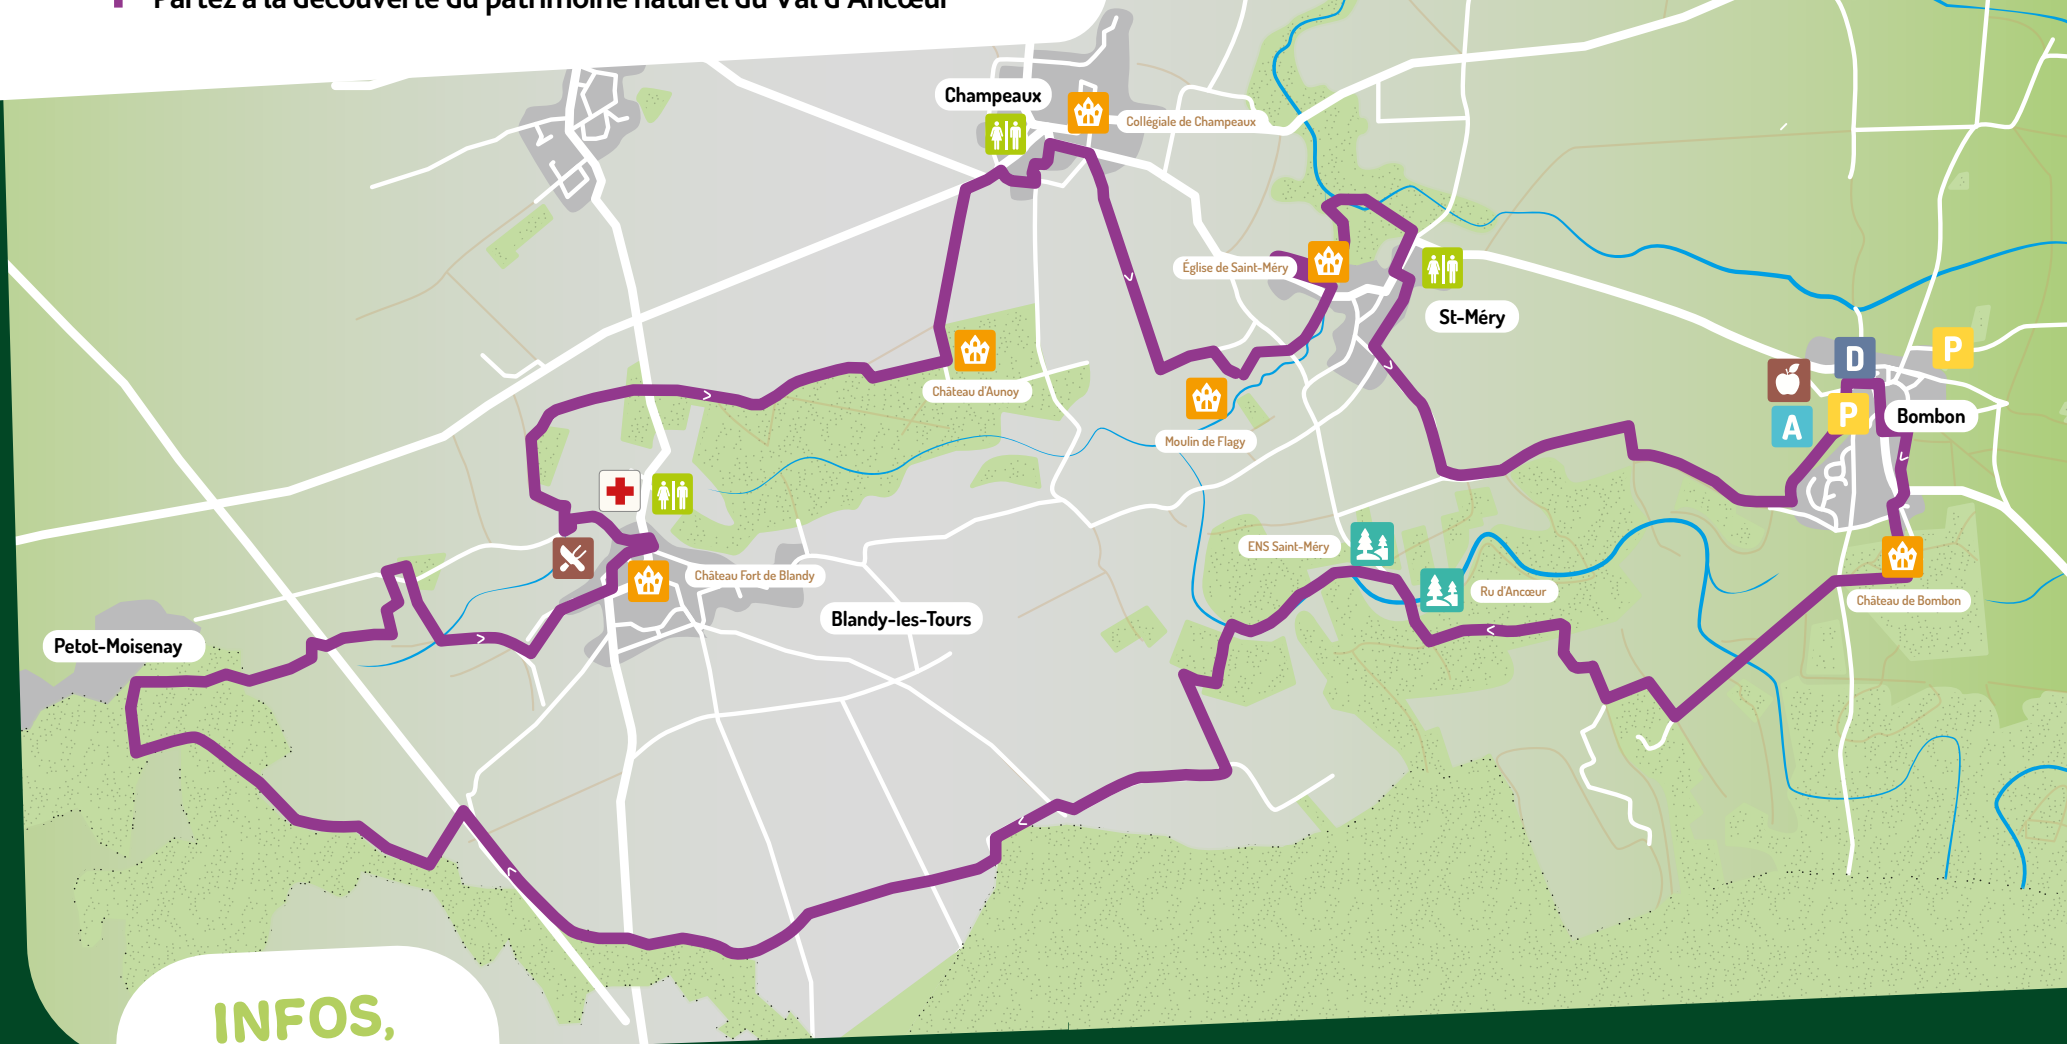 Partez à la découverte du patrimoine naturel du Val d'Ancœur
Champeaux
Collégiale de Champeaux
Église de Saint-Méry
St-Méry
Château d'Aunoy
Moulin de Flagy
D
P
A
P
Bombon
ENS Saint-Méry
Ru d'Ancœur
Château de Bombon
Château Fort de Blandy
Blandy-les-Tours
Petot-Moisenay
INFOS,